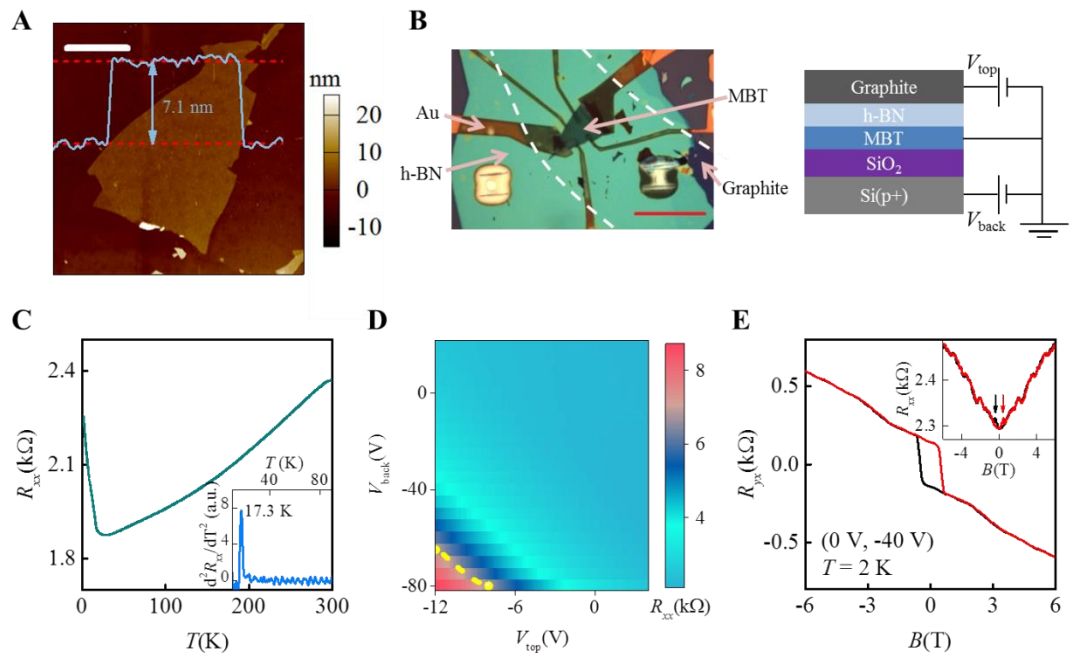 A
7.1 nm
nm
20
10
0
-10
B
Au
h-BN
MBT
Graphite
Graphite
h-BN
MBT
SiO2
Si(p+)
Vtop
Vback
C
2.4
2.1
1.8
Rxx(kΩ)
0
100
200
300
T(K)
T(K)
40
80
17.3 K
8
4
0
d²Rxx/dT² (a.u.)
D
0
-40
-80
Vback(V)
-12
-6
0
Vtop(V)
8
6
4
Rxx(kΩ)
E
0.5
0.0
-0.5
Ryx(kΩ)
-6
-3
0
3
6
B(T)
(0 V, -40 V)
T = 2 K
2.4
2.3
Rxx(kΩ)
-4
0
4
B(T)